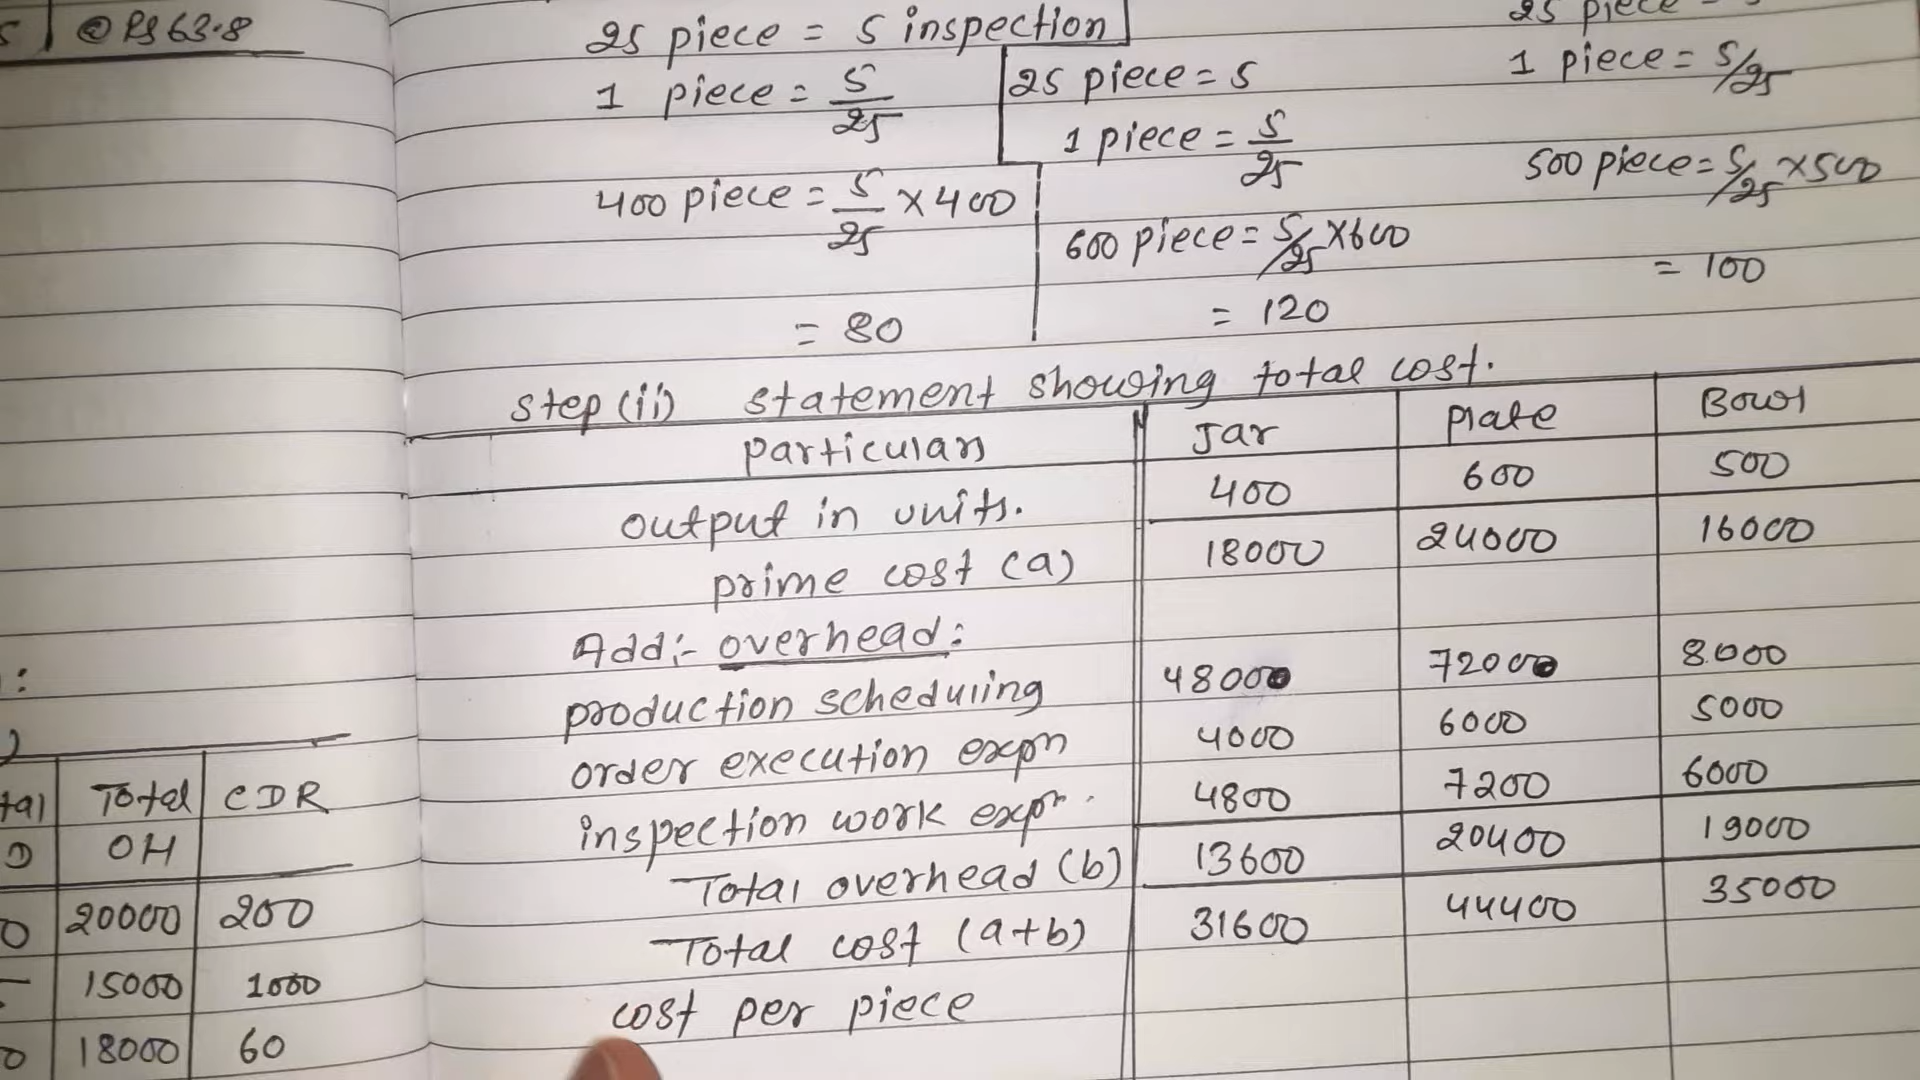 @ RS 63.8
25 piece = 5 inspection
1 piece = 5/25
400 piece = 5/25 × 400
= 80
25 piece = 5
1 piece = 5/25
600 piece = 5/25 × 600
= 120
25 piece
1 piece = 5/25
500 piece = 5/25 × 500
= 100
Step (ii) statement showing total cost.
particulars Jar Plate Bowl
output in units. 400 600 500
prime cost (a) 18000 24000 16000
Add:- overhead:
production scheduling 48000 72000 8000
order execution expn 4000 6000 5000
inspection work expn. 4800 7200 6000
Total overhead (b) 13600 20400 19000
Total cost (a+b) 31600 44400 35000
cost per piece
Total CDR
OH
20000 200
15000 1000
18000 60